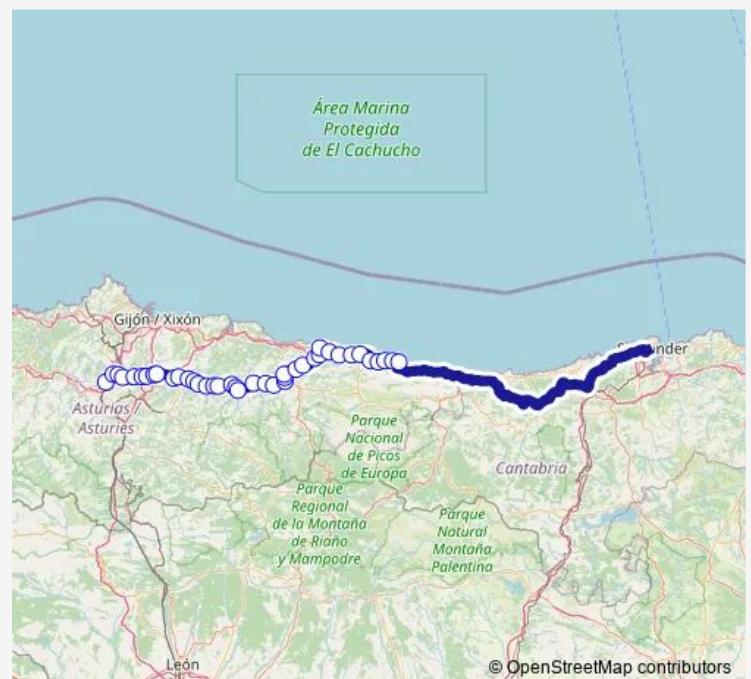 Área Marina
Protegida
de El Cachucho
Gijón / Xixón
Asturias /
Asturies
Parque
Nacional
de Picos
de Europa
Cantabria
Parque
Regional
de la Montaña
de Riaño
y Mampodre
Parque
Natural
Montaña
Palentina
León
© OpenStreetMap contributors